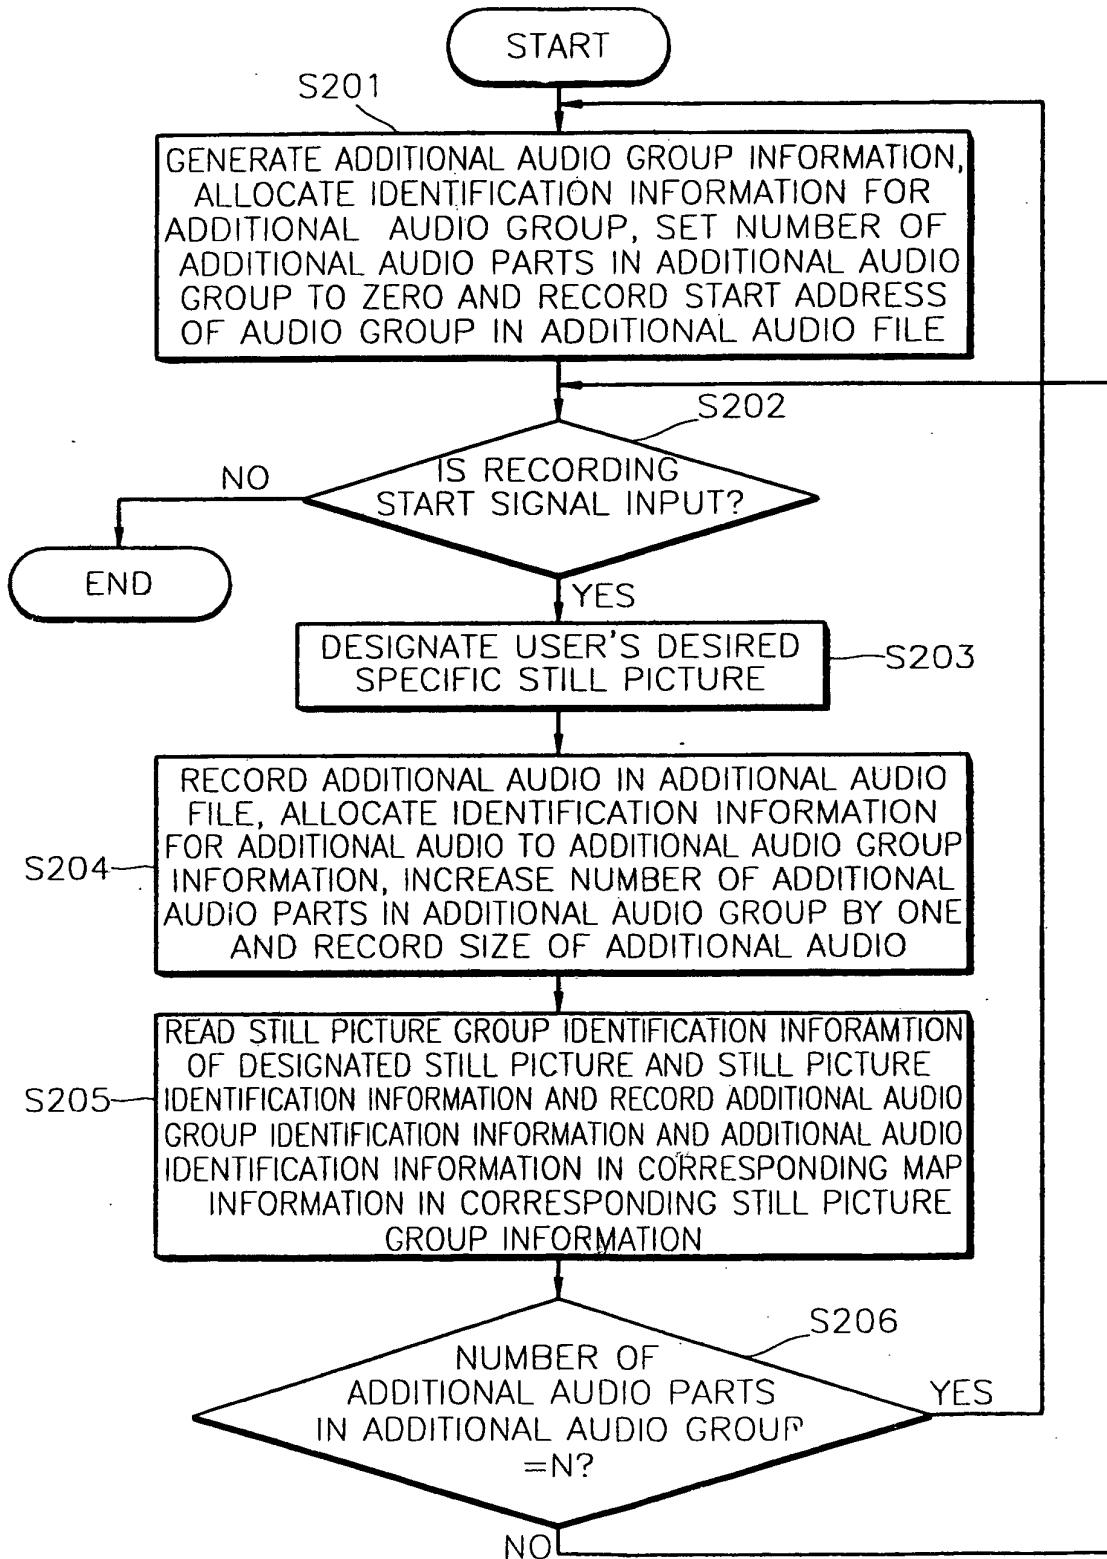 START
S201
GENERATE ADDITIONAL AUDIO GROUP INFORMATION,
ALLOCATE IDENTIFICATION INFORMATION FOR
ADDITIONAL AUDIO GROUP, SET NUMBER OF
ADDITIONAL AUDIO PARTS IN ADDITIONAL AUDIO
GROUP TO ZERO AND RECORD START ADDRESS
OF AUDIO GROUP IN ADDITIONAL AUDIO FILE
S202
IS RECORDING
START SIGNAL INPUT?
NO
END
YES
DESIGNATE USER'S DESIRED
SPECIFIC STILL PICTURE
S203
RECORD ADDITIONAL AUDIO IN ADDITIONAL AUDIO
FILE, ALLOCATE IDENTIFICATION INFORMATION
FOR ADDITIONAL AUDIO TO ADDITIONAL AUDIO GROUP
INFORMATION, INCREASE NUMBER OF ADDITIONAL
AUDIO PARTS IN ADDITIONAL AUDIO GROUP BY ONE
AND RECORD SIZE OF ADDITIONAL AUDIO
S204
READ STILL PICTURE GROUP IDENTIFICATION INFORAMTION
OF DESIGNATED STILL PICTURE AND STILL PICTURE
IDENTIFICATION INFORMATION AND RECORD ADDITIONAL AUDIO
GROUP IDENTIFICATION INFORMATION AND ADDITIONAL AUDIO
IDENTIFICATION INFORMATION IN CORRESPONDING MAP
INFORMATION IN CORRESPONDING STILL PICTURE
GROUP INFORMATION
S205
S206
NUMBER OF
ADDITIONAL AUDIO PARTS
IN ADDITIONAL AUDIO GROUP
=N?
YES
NO